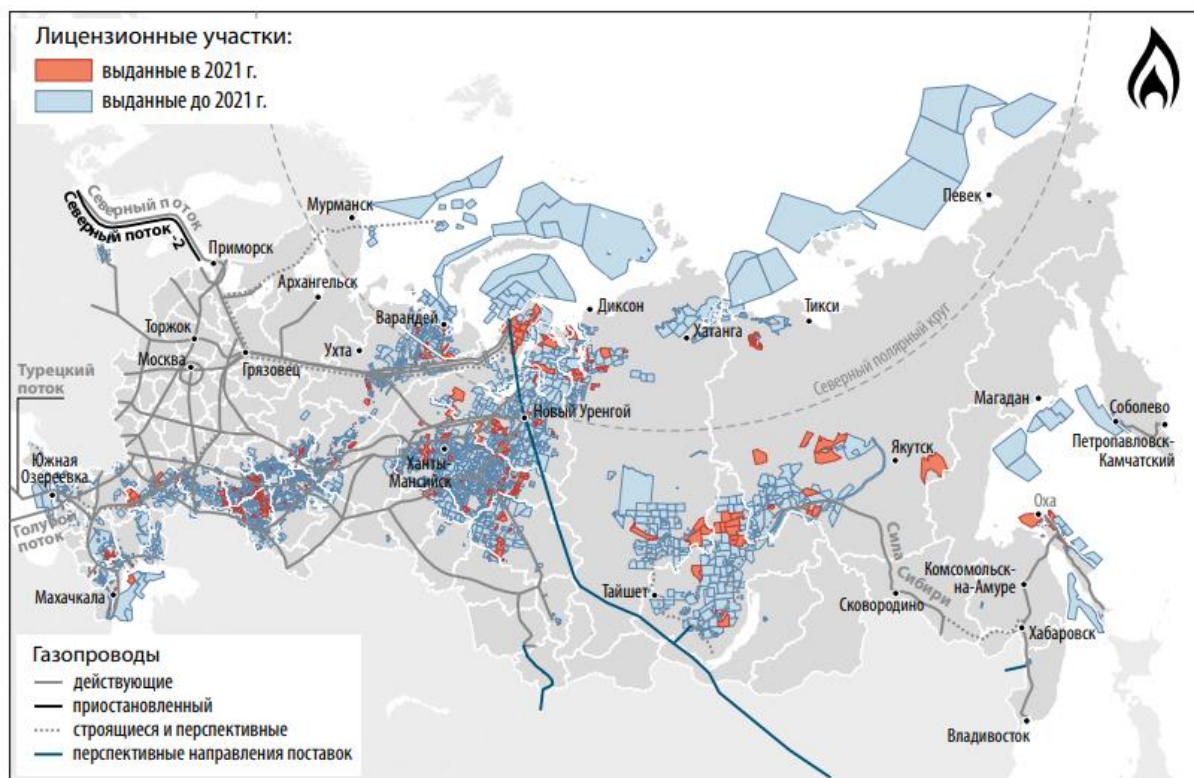 Лицензионные участки:
выданные в 2021 г.
выданные до 2021 г.
Северный поток
Северный поток -2
Мурманск
Певек
Приморск
Архангельск
Диксон
Тикси
Варандей
Хатанга
Торжок
Ухта
Москва
Грязовец
Северный полярный круг
Турецкий
поток
Новый Уренгой
Магадан
Соболево
Петропавловск-
Камчатский
Южная
Озереевка
Ханты-
Мансийск
Якутск
Голубой
поток
Оха
Сила
Сибири
Комсомольск-
на-Амуре
Махачкала
Тайшет
Сковородино
Хабаровск
Газопроводы
действующие
приостановленный
строящиеся и перспективные
перспективные направления поставок
Владивосток